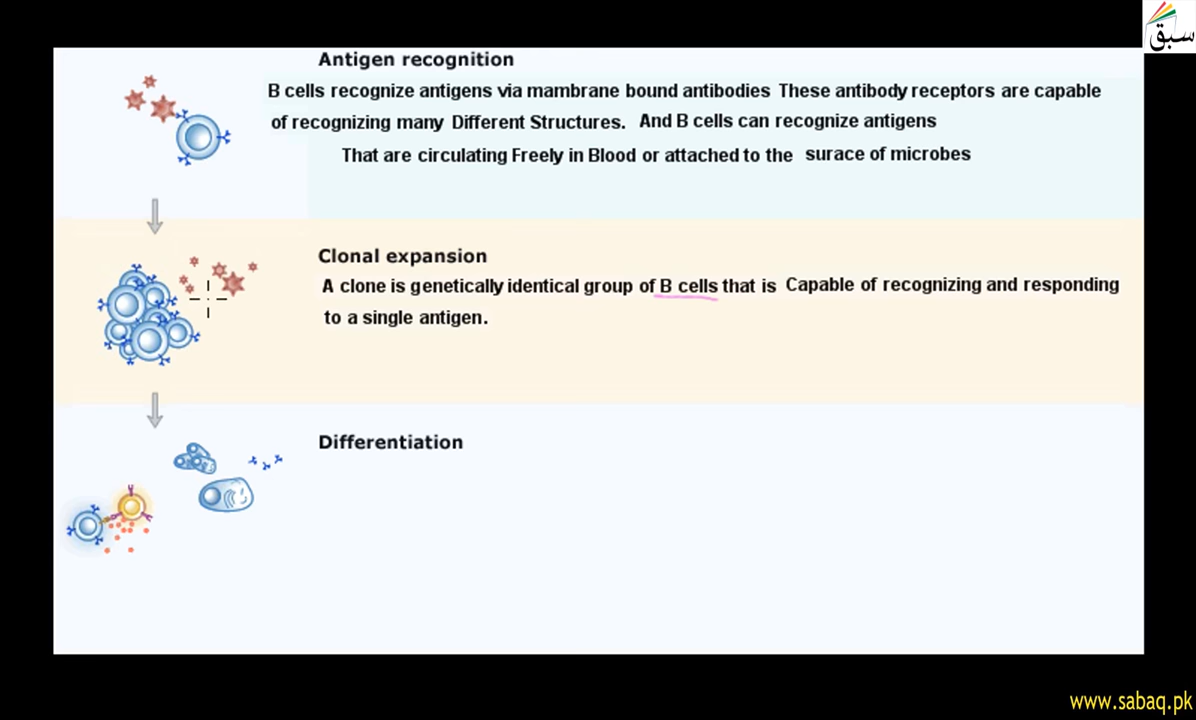 سبق
Antigen recognition
B cells recognize antigens via mambrane bound antibodies These antibody receptors are capable
of recognizing many Different Structures. And B cells can recognize antigens
That are circulating Freely in Blood or attached to the surace of microbes
Clonal expansion
A clone is genetically identical group of B cells that is Capable of recognizing and responding
to a single antigen.
Differentiation
www.sabaq.pk